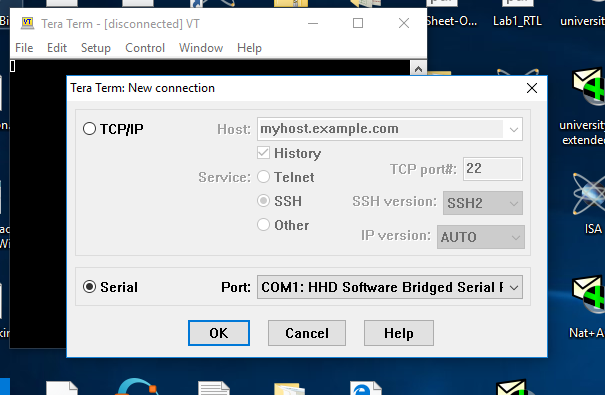 Tera Term - [disconnected] VT
File Edit Setup Control Window Help
Tera Term: New connection
TCP/IP Host: myhost.example.com
History
Service: Telnet TCP port#: 22
SSH SSH version: SSH2
Other IP version: AUTO
Serial Port: COM1: HHD Software Bridged Serial
OK Cancel Help
Sheet-O... Lab1_RTL
university
extended
ISA
Nat+A